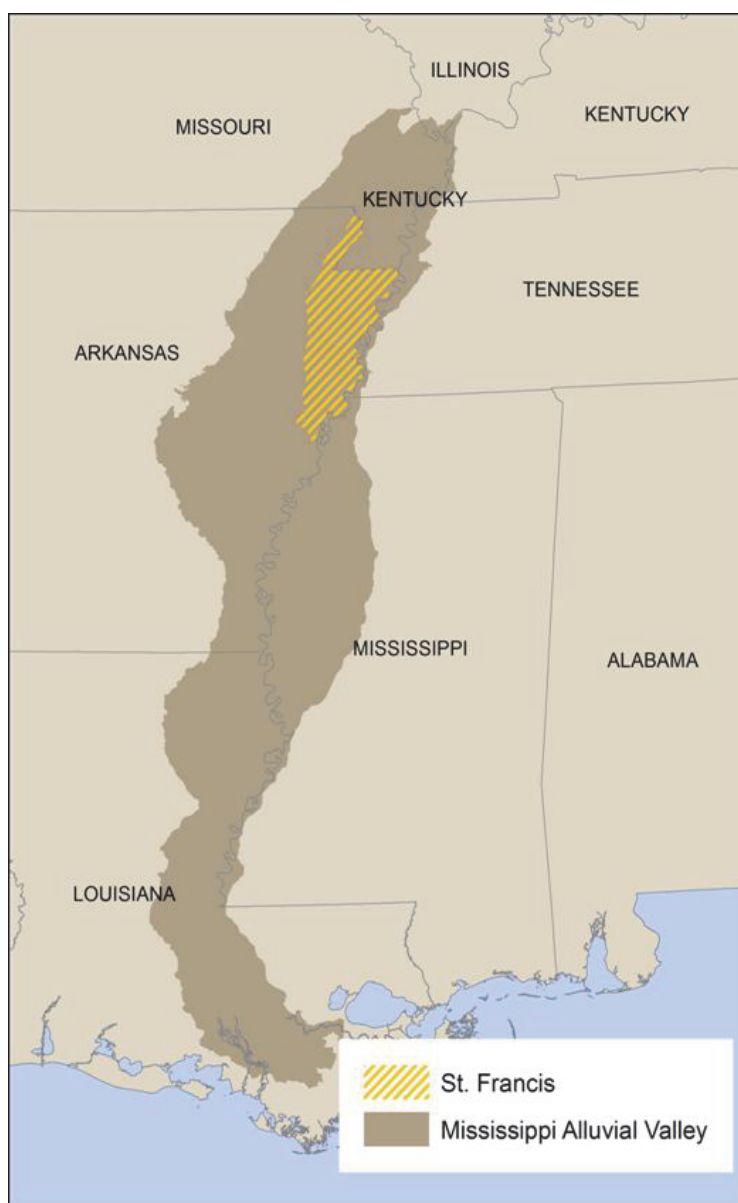 ILLINOIS
KENTUCKY
MISSOURI
KENTUCKY
TENNESSEE
ARKANSAS
MISSISSIPPI
ALABAMA
LOUISIANA
St. Francis
Mississippi Alluvial Valley